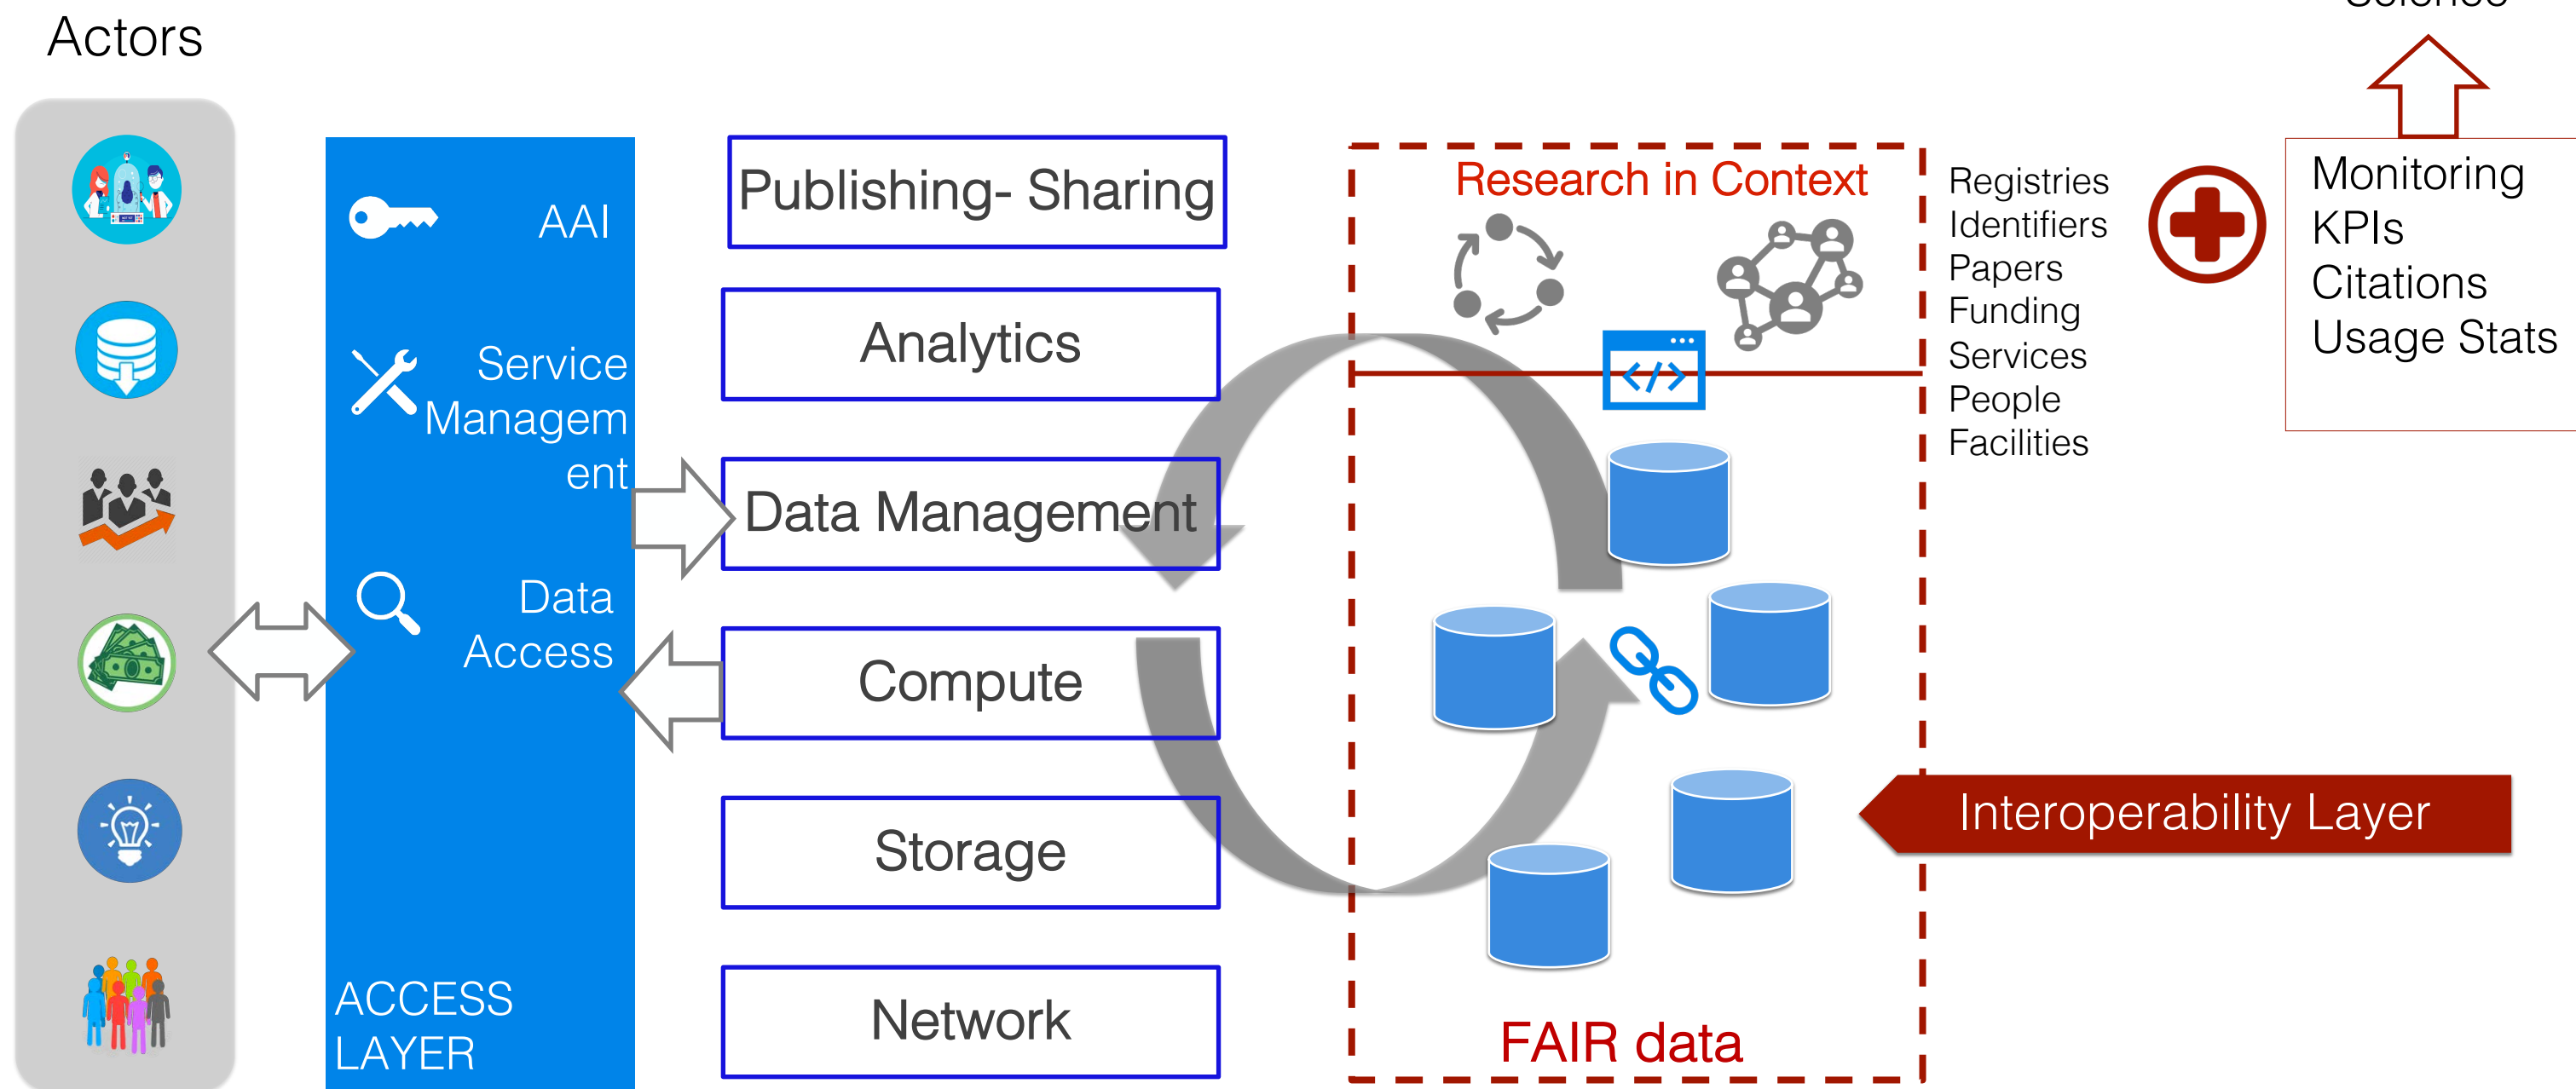 Actors
AAI
Service
Managem
ent
Data
Access
ACCESS
LAYER
Publishing- Sharing
Analytics
Data Management
Compute
Storage
Network
Research in Context
FAIR data
Registries
Identifiers
Papers
Funding
Services
People
Facilities
Monitoring
KPIs
Citations
Usage Stats
Interoperability Layer